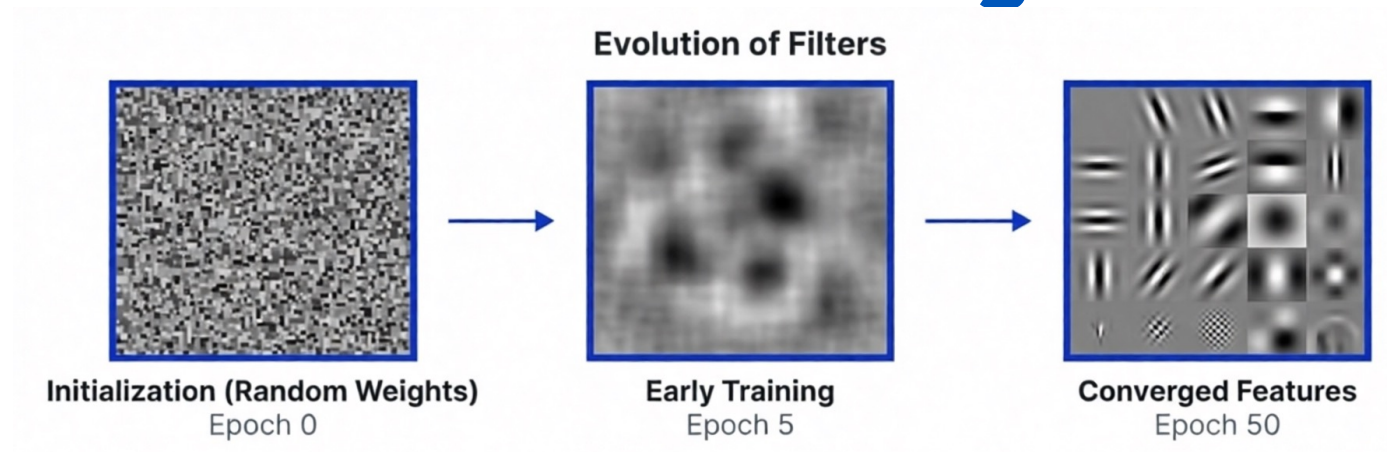 Evolution of Filters
Initialization (Random Weights)
Epoch 0
Early Training
Epoch 5
Converged Features
Epoch 50